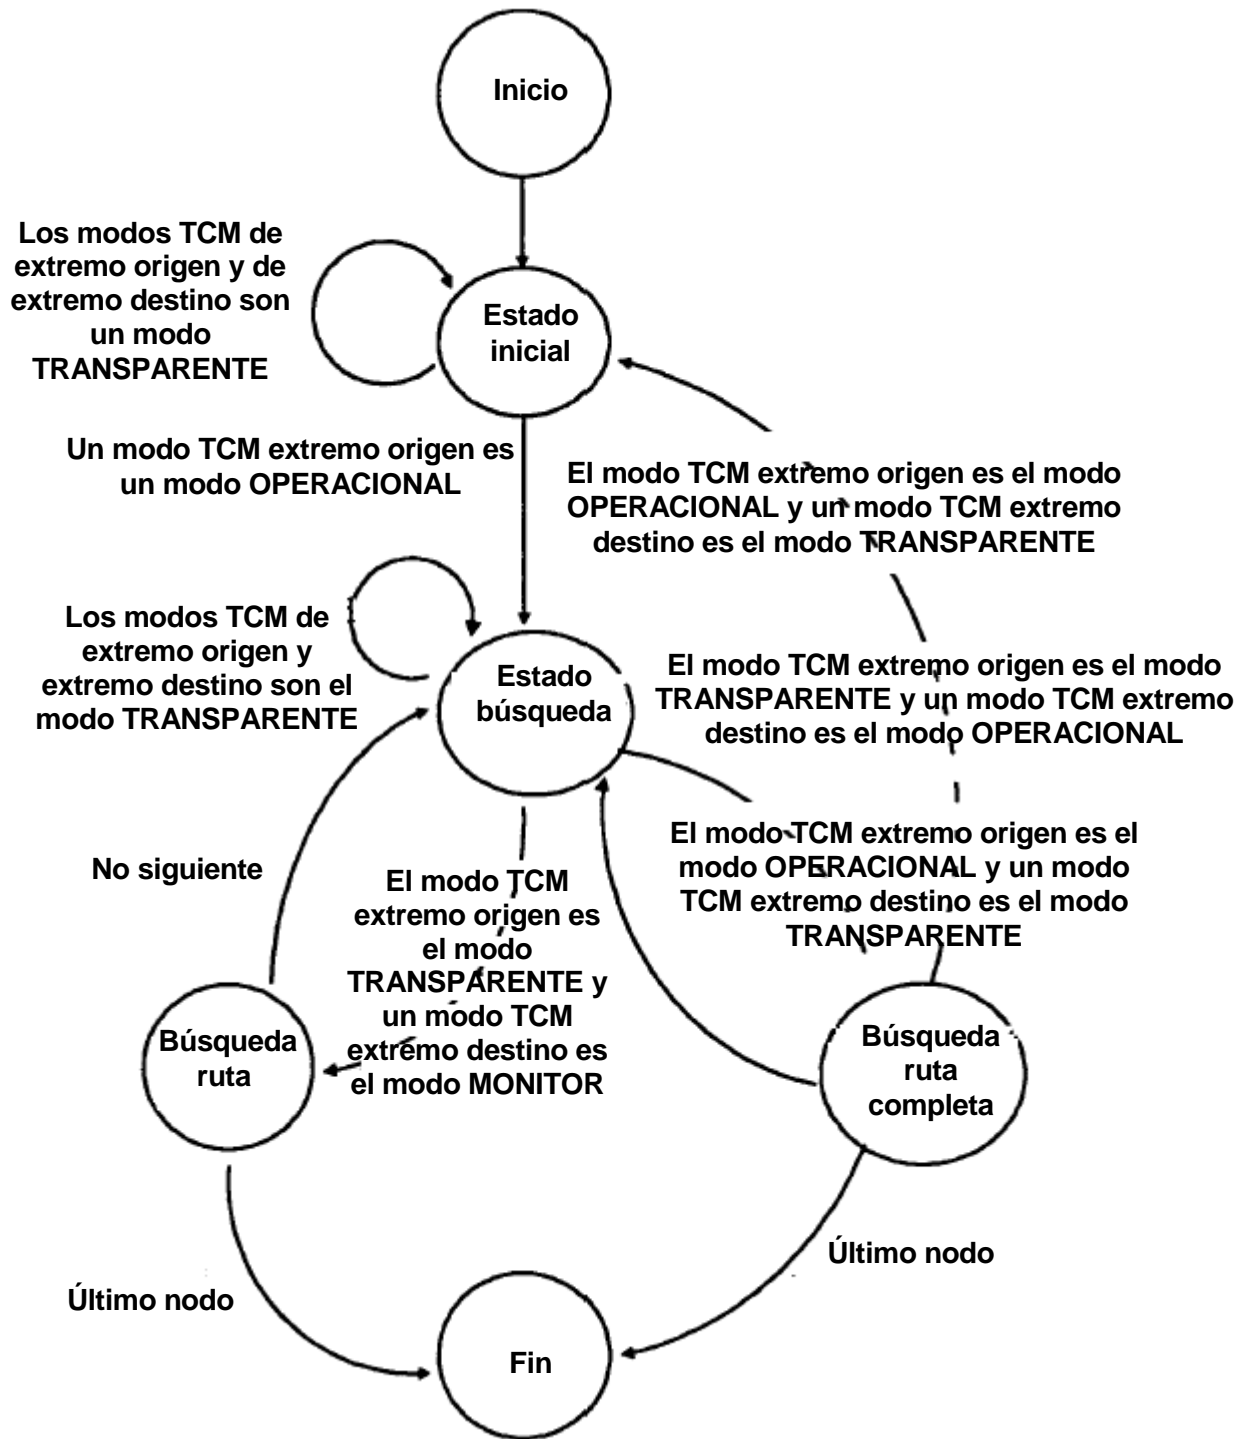 Inicio
Los modos TCM de
extremo origen y de
extremo destino son
un modo
TRANSPARENTE
Estado
inicial
Un modo TCM extremo origen es
un modo OPERACIONAL
El modo TCM extremo origen es el modo
OPERACIONAL y un modo TCM extremo
destino es el modo TRANSPARENTE
Los modos TCM de
extremo origen y
extremo destino son el
modo TRANSPARENTE
Estado
búsqueda
El modo TCM extremo origen es el modo
TRANSPARENTE y un modo TCM extremo
destino es el modo OPERACIONAL
No siguiente
El modo TCM
extremo origen es
el modo
TRANSPARENTE y
un modo TCM
extremo destino es
el modo MONITOR
El modo TCM extremo origen es el
modo OPERACIONAL y un modo
TCM extremo destino es el modo
TRANSPARENTE
Búsqueda
ruta
Búsqueda
ruta
completa
Último nodo
Último nodo
Fin